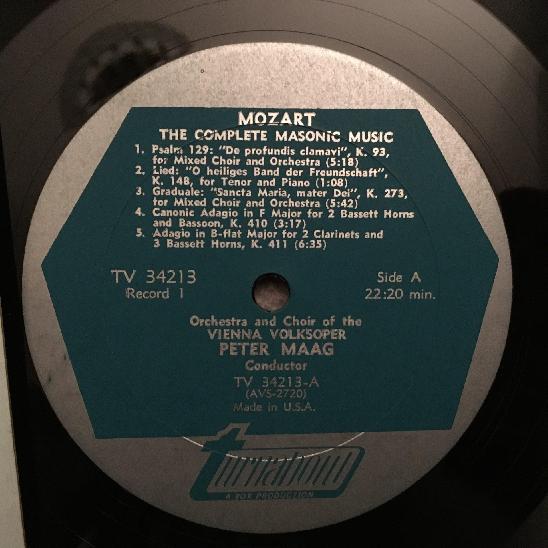 MOZART
THE COMPLETE MASONIC MUSIC
1. Psalm 129: "De profundis clamavi", K. 93,
for Mixed Choir and Orchestra (5:18)
2. Lied: "O heiliges Band der Freundschaft",
K. 148, for Tenor and Piano (1:08)
3. Graduale: "Sancta Maria, mater Dei", K. 273,
for Mixed Choir and Orchestra (5:42)
4. Canonic Adagio in F Major for 2 Bassett Horns
and Bassoon, K. 410 (3:17)
5. Adagio in B-flat Major for 2 Clarinets and
3 Bassett Horns, K. 411 (6:35)
TV 34213
Record 1
Side A
22:20 min.
Orchestra and Choir of the
VIENNA VOLKSOPER
PETER MAAG
Conductor
TV 34213-A
(AVS-2720)
Made in U.S.A.
turnabout
A VOX PRODUCTION